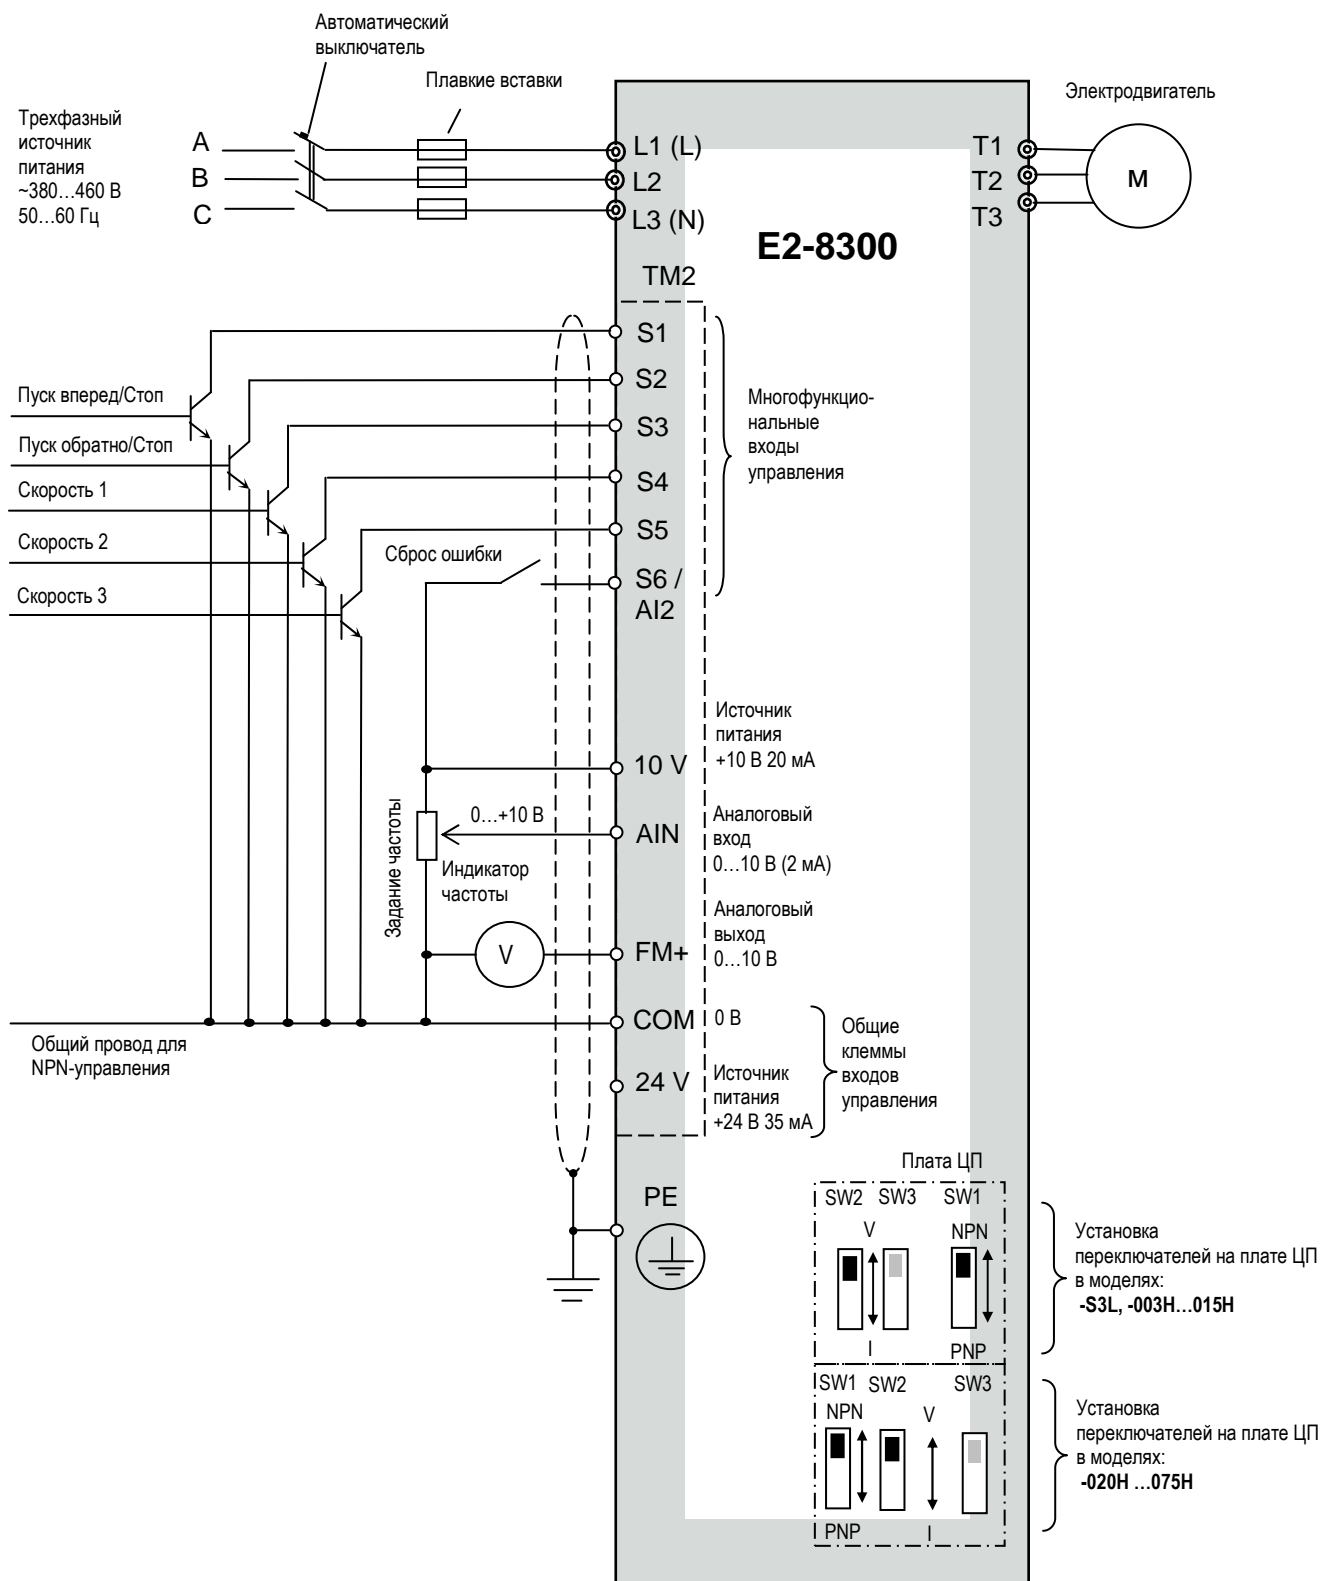 Автоматический
выключатель
Плавкие вставки
Электродвигатель
Трехфазный
источник
питания
~380…460 В
50…60 Гц
A
B
C
L1 (L)
L2
L3 (N)
T1
T2
T3
M
E2-8300
TM2
S1
S2
S3
S4
S5
S6 /
AI2
Пуск вперед/Стоп
Пуск обратно/Стоп
Скорость 1
Скорость 2
Скорость 3
Сброс ошибки
Многофункцио-
нальные
входы
управления
10 V
Источник
питания
+10 В 20 мА
Задание частоты
0…+10 В
AIN
Аналоговый
вход
0…10 В (2 мА)
Индикатор
частоты
V
FM+
Аналоговый
выход
0…10 В
COM
0 В
Общий провод для
NPN-управления
24 V
Источник
питания
+24 В 35 мА
Общие
клеммы
входов
управления
PE
Плата ЦП
SW2 SW3 SW1
V NPN
I PNP
Установка
переключателей на плате ЦП
в моделях:
-S3L, -003H…015H
SW1 SW2 SW3
NPN V
PNP I
Установка
переключателей на плате ЦП
в моделях:
-020H …075H